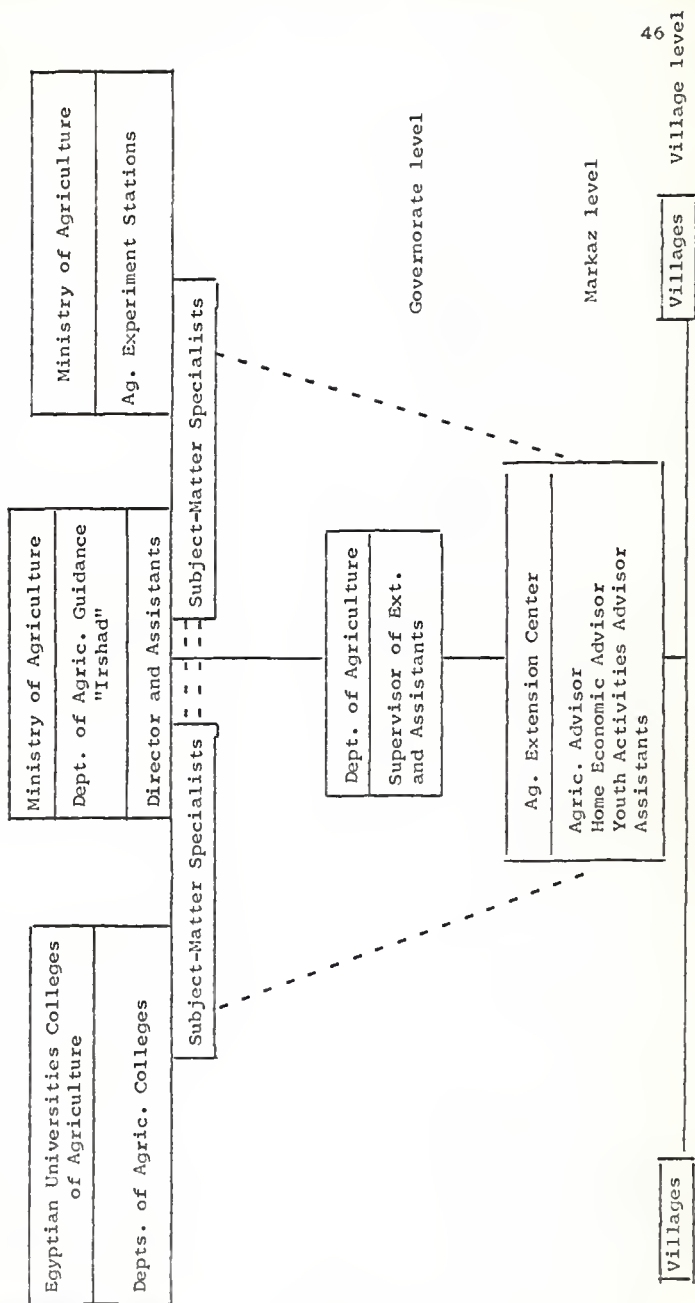 46
Egyptian Universities Colleges
of Agriculture
Depts. of Agric. Colleges
Ministry of Agriculture
Dept. of Agric. Guidance
"Irshad"
Director and Assistants
Ministry of Agriculture
Ag. Experiment Stations
Subject-Matter Specialists
Subject-Matter Specialists
Dept. of Agriculture
Supervisor of Ext.
and Assistants
Governorate level
Ag. Extension Center
Agric. Advisor
Home Economic Advisor
Youth Activities Advisor
Assistants
Markaz level
Villages
Villages
Village level